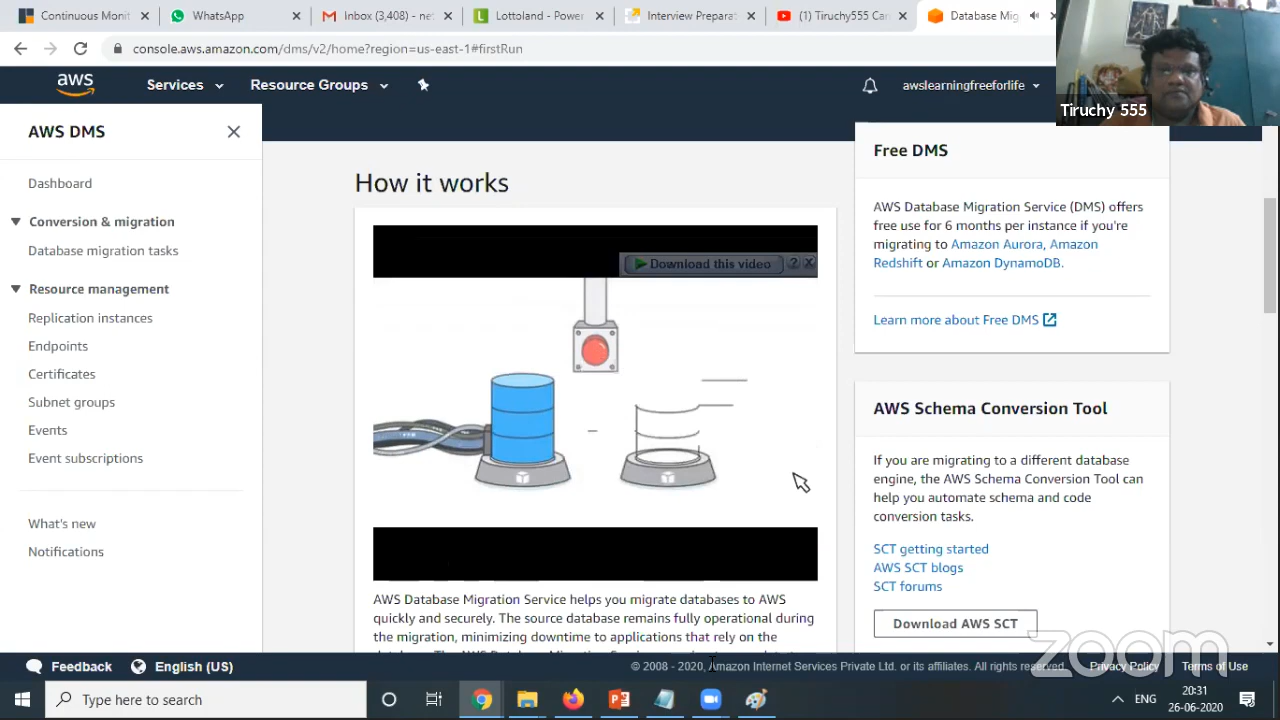 Continuous Monit
WhatsApp
Inbox (3,408) - net
Lottoland - Power
Interview Preparat
(1) Tiruchy555 Car
Database Mig
console.aws.amazon.com/dms/v2/home?region=us-east-1#firstRun
aws
Services
Resource Groups
awslearningfreeforlife
Tiruchy 555
AWS DMS
Dashboard
Conversion & migration
Database migration tasks
Resource management
Replication instances
Endpoints
Certificates
Subnet groups
Events
Event subscriptions
What's new
Notifications
How it works
Download this video ?
AWS Database Migration Service helps you migrate databases to AWS
quickly and securely. The source database remains fully operational during
the migration, minimizing downtime to applications that rely on the
Free DMS
AWS Database Migration Service (DMS) offers
free use for 6 months per instance if you're
migrating to Amazon Aurora, Amazon
Redshift or Amazon DynamoDB.
Learn more about Free DMS
AWS Schema Conversion Tool
If you are migrating to a different database
engine, the AWS Schema Conversion Tool can
help you automate schema and code
conversion tasks.
SCT getting started
AWS SCT blogs
SCT forums
Download AWS SCT
zoom
Feedback
English (US)
© 2008 - 2020, Amazon Internet Services Private Ltd. or its affiliates. All rights reserved.
Privacy Policy
Terms of Use
Type here to search
ENG
20:31
26-06-2020